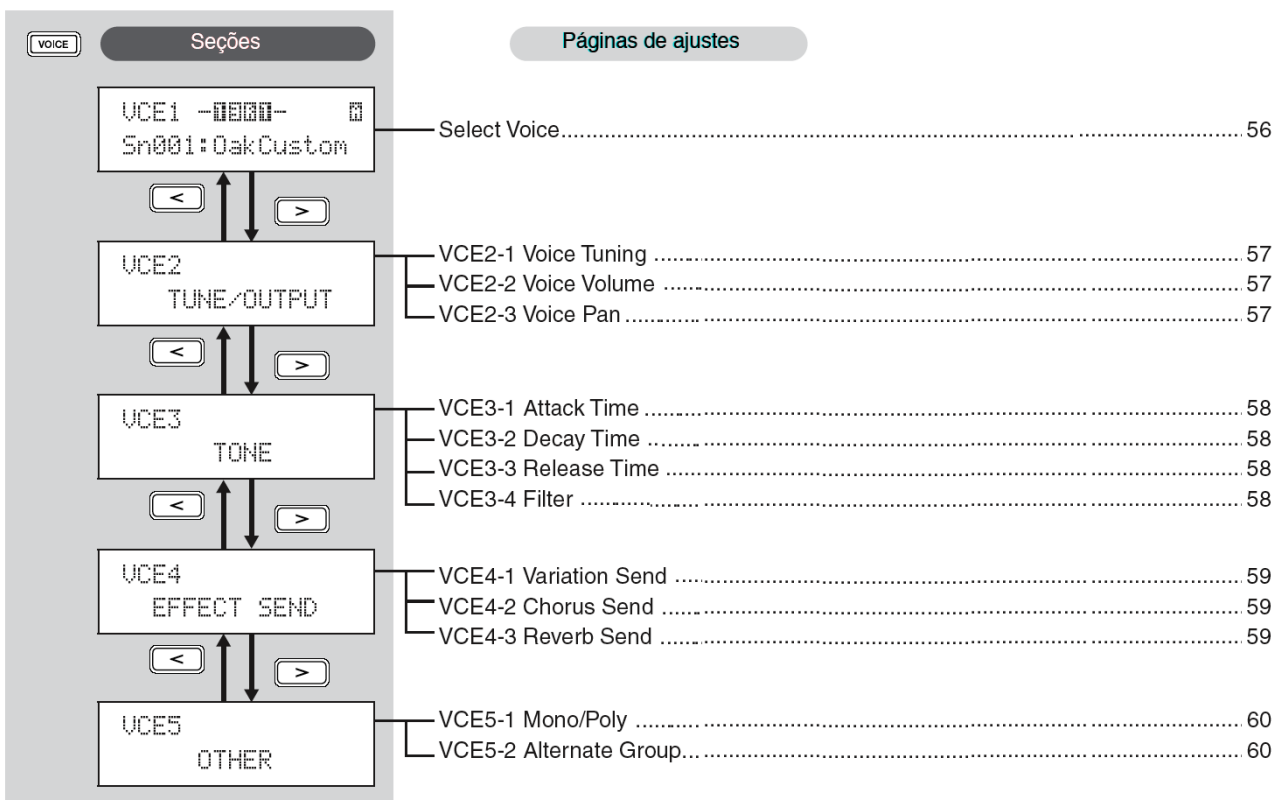 VOICE Seções Páginas de ajustes
VCE1
Sn001:OakCustom
Select Voice 56
<
>
VCE2
TUNE/OUTPUT
VCE2-1 Voice Tuning 57
VCE2-2 Voice Volume 57
VCE2-3 Voice Pan 57
<
>
VCE3
TONE
VCE3-1 Attack Time 58
VCE3-2 Decay Time 58
VCE3-3 Release Time 58
VCE3-4 Filter 58
<
>
VCE4
EFFECT SEND
VCE4-1 Variation Send 59
VCE4-2 Chorus Send 59
VCE4-3 Reverb Send 59
<
>
VCE5
OTHER
VCE5-1 Mono/Poly 60
VCE5-2 Alternate Group 60